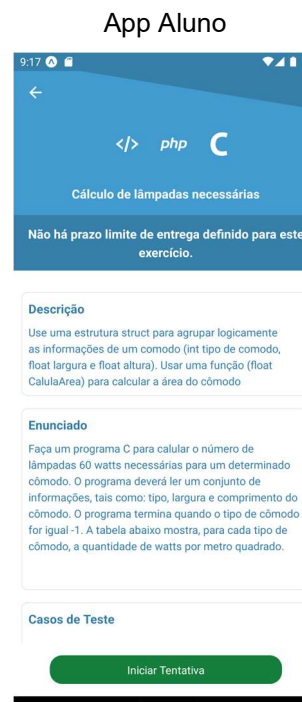 App Aluno
9:17
</> php C
Cálculo de lâmpadas necessárias
Não há prazo limite de entrega definido para este
exercício.
Descrição
Use uma estrutura struct para agrupar logicamente
as informações de um comodo (int tipo de comodo,
float largura e float altura). Usar uma função (float
CalulaArea) para calcular a área do cômodo
Enunciado
Faça um programa C para calular o número de
lâmpadas 60 watts necessárias para um determinado
cômodo. O programa deverá ler um conjunto de
informações, tais como: tipo, largura e comprimento do
cômodo. O programa termina quando o tipo de cômodo
for igual -1. A tabela abaixo mostra, para cada tipo de
cômodo, a quantidade de watts por metro quadrado.
Casos de Teste
Iniciar Tentativa